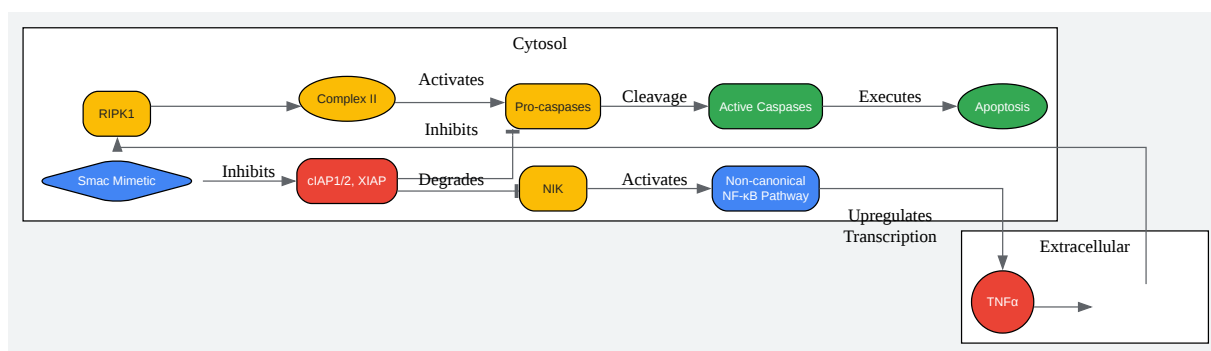 Cytosol
Activates
Complex II
RIPK1
Pro-caspases
Cleavage
Active Caspases
Executes
Apoptosis
Inhibits
Smac Mimetic
Inhibits
cIAP1/2, XIAP
Degrades
NIK
Activates
Non-canonical
NF-κB Pathway
Upregulates
Transcription
Extracellular
TNFα